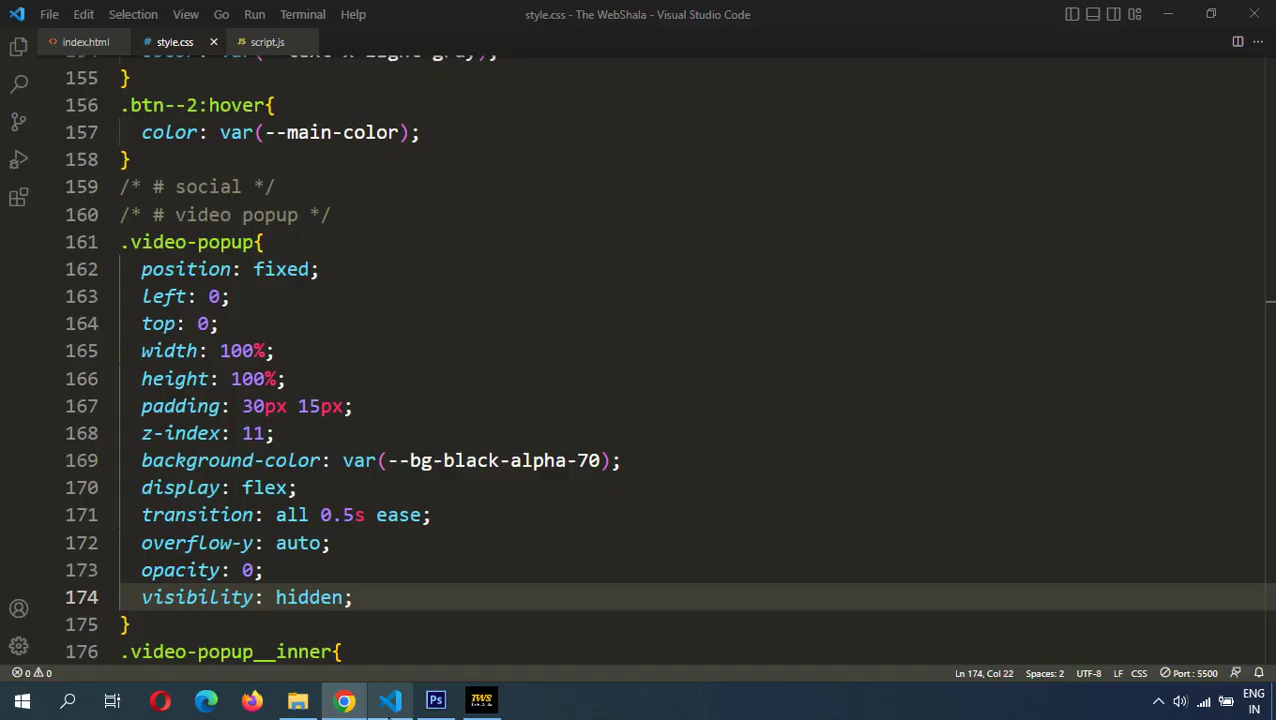 File Edit Selection View Go Run Terminal Help
style.css - The WebShala - Visual Studio Code
index.html
# style.css
JS script.js
155 }
156 .btn--2:hover{
157 color: var(--main-color);
158 }
159 /* # social */
160 /* # video popup */
161 .video-popup{
162 position: fixed;
163 left: 0;
164 top: 0;
165 width: 100%;
166 height: 100%;
167 padding: 30px 15px;
168 z-index: 11;
169 background-color: var(--bg-black-alpha-70);
170 display: flex;
171 transition: all 0.5s ease;
172 overflow-y: auto;
173 opacity: 0;
174 visibility: hidden;
175 }
176 .video-popup__inner{
0 0
Ln 174, Col 22 Spaces: 2 UTF-8 LF CSS Port : 5500
Ps
TWS
ENG
IN